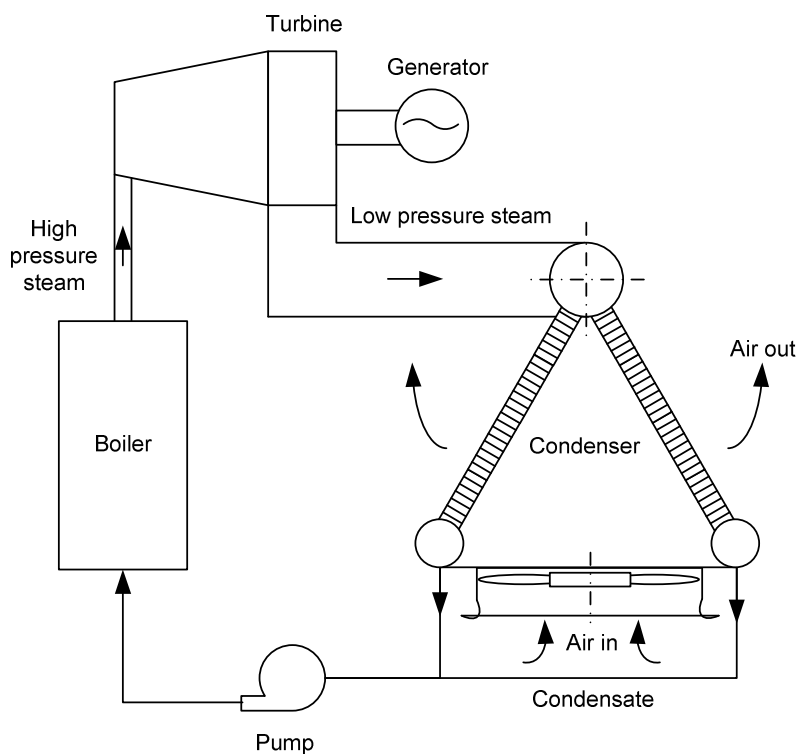 Turbine
Generator
Low pressure steam
High
pressure
steam
Air out
Boiler
Condenser
Air in
Condensate
Pump